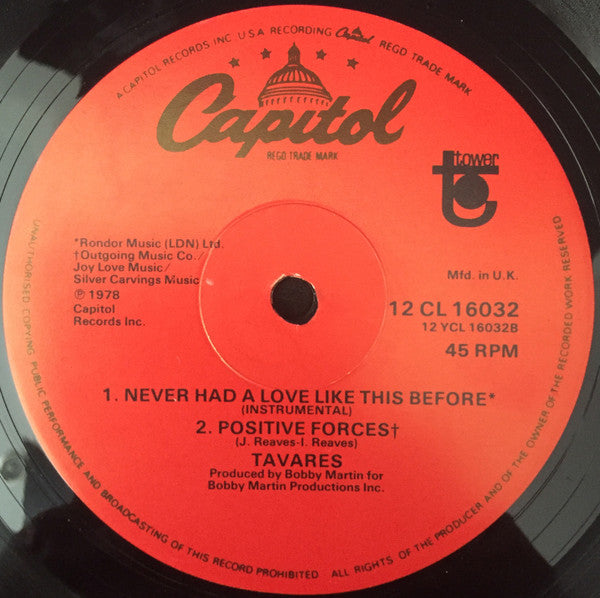 A CAPITOL RECORDS INC. U.S.A RECORDING Capitol REGD TRADE MARK
Capitol
REGD TRADE MARK
tower
t
*Rondor Music (LDN) Ltd.
†Outgoing Music Co./
Joy Love Music/
Silver Carvings Music
℗ 1978
Capitol
Records Inc.
Mfd. in U.K.
12 CL 16032
12 YCL 16032B
45 RPM
1. NEVER HAD A LOVE LIKE THIS BEFORE*
(INSTRUMENTAL)
2. POSITIVE FORCES†
(J. Reaves-I. Reaves)
TAVARES
Produced by Bobby Martin for
Bobby Martin Productions Inc.
UNAUTHORISED COPYING PUBLIC PERFORMANCE AND BROADCASTING OF THIS RECORD PROHIBITED ALL RIGHTS OF THE PRODUCER AND OF THE OWNER OF THE RECORDED WORK RESERVED